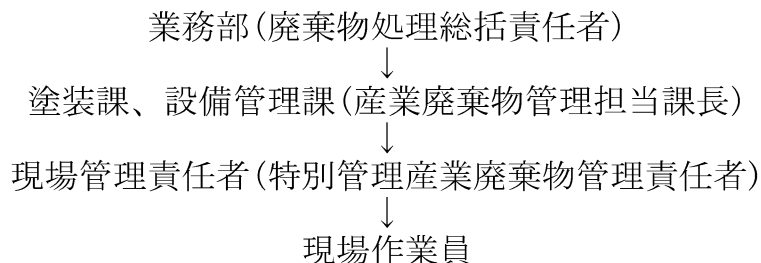 業務部(廃棄物処理総括責任者)
↓
塗装課、設備管理課(産業廃棄物管理担当課長)
↓
現場管理責任者(特別管理産業廃棄物管理責任者)
↓
現場作業員